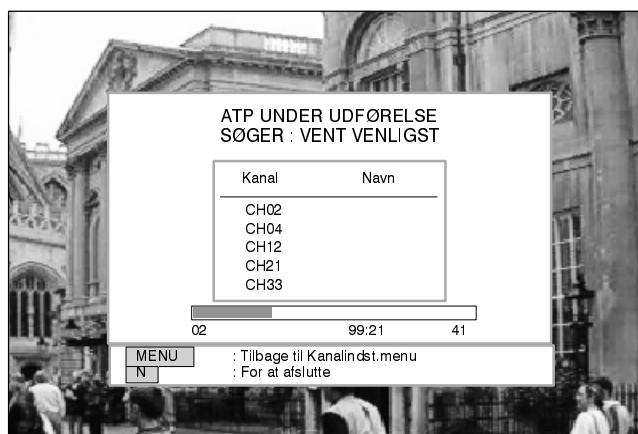 ATP UNDER UDFØRELSE
SØGER : VENT VENLIGST
Kanal Navn
CH02
CH04
CH12
CH21
CH33
02 99:21 41
MENU : Tilbage til Kanalindst.menu
N : For at afslutte